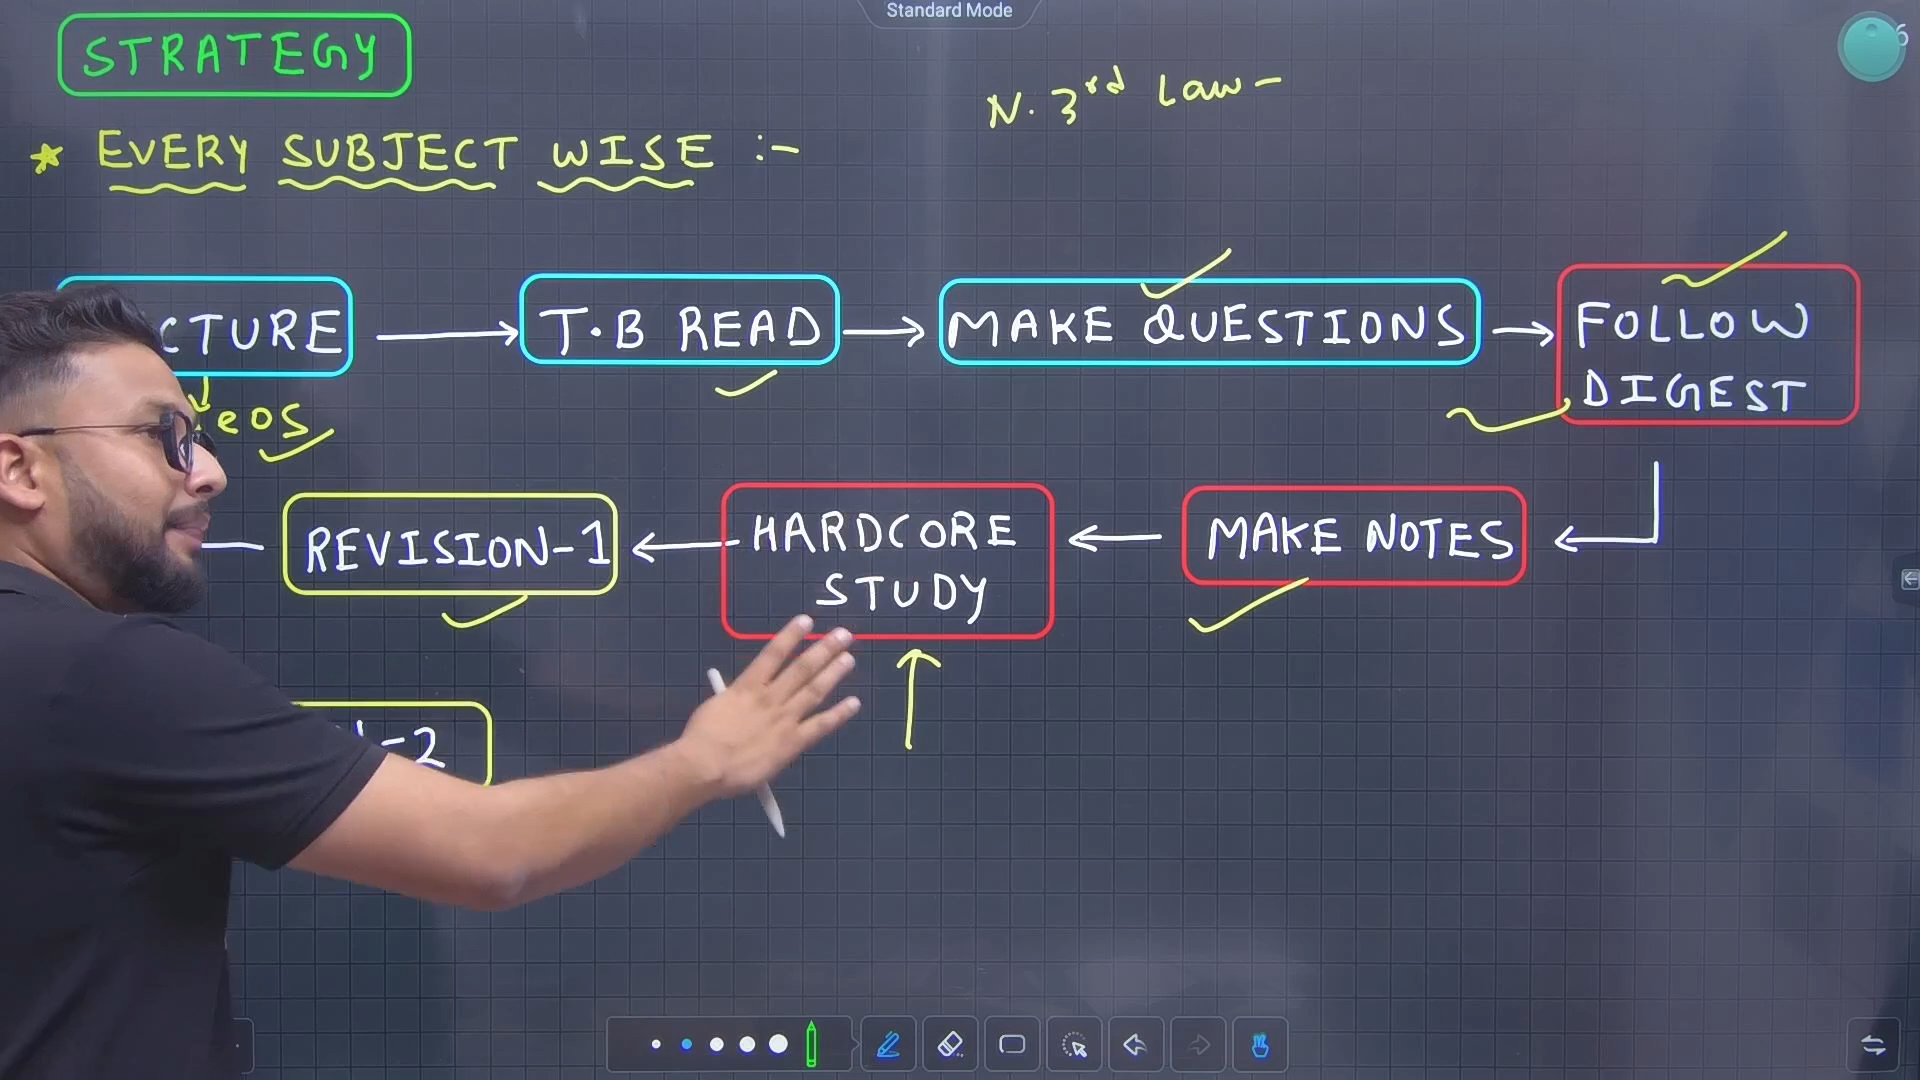 Standard Mode
STRATEGY
N. 3rd Law -
* EVERY SUBJECT WISE :-
CTURE → T.B READ → MAKE QUESTIONS → FOLLOW
DIGEST
eos
REVISION-1 ← HARDCORE
STUDY ← MAKE NOTES
-2
6